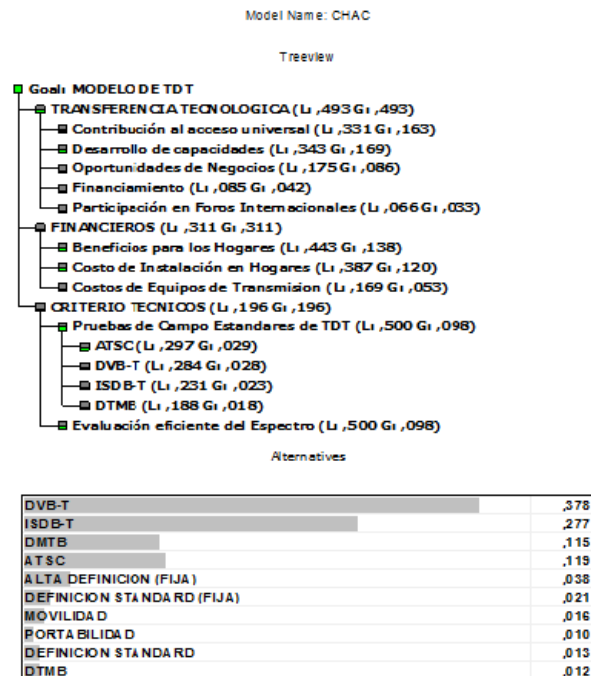 Model Name: CHAC
Treeview
Goal: MODELO DE TDT
TRANSFERENCIA TECNOLOGICA (L: ,493 G: ,493)
Contribución al acceso universal (L: ,331 G: ,163)
Desarrollo de capacidades (L: ,343 G: ,169)
Oportunidades de Negocios (L: ,175 G: ,086)
Financiamiento (L: ,085 G: ,042)
Participación en Foros Internacionales (L: ,066 G: ,033)
FINANCIEROS (L: ,311 G: ,311)
Beneficios para los Hogares (L: ,443 G: ,138)
Costo de Instalación en Hogares (L: ,387 G: ,120)
Costos de Equipos de Transmision (L: ,169 G: ,053)
CRITERIO TECNICOS (L: ,196 G: ,196)
Pruebas de Campo Estandares de TDT (L: ,500 G: ,098)
ATSC (L: ,297 G: ,029)
DVB-T (L: ,284 G: ,028)
ISDB-T (L: ,231 G: ,023)
DTMB (L: ,188 G: ,018)
Evaluación eficiente del Espectro (L: ,500 G: ,098)
Alternatives
DVB-T ,378
ISDB-T ,277
DMTB ,115
ATSC ,119
ALTA DEFINICION (FIJA) ,038
DEFINICION STANDARD (FIJA) ,021
MOVILIDAD ,016
PORTABILIDAD ,010
DEFINICION STANDARD ,013
DTMB ,012